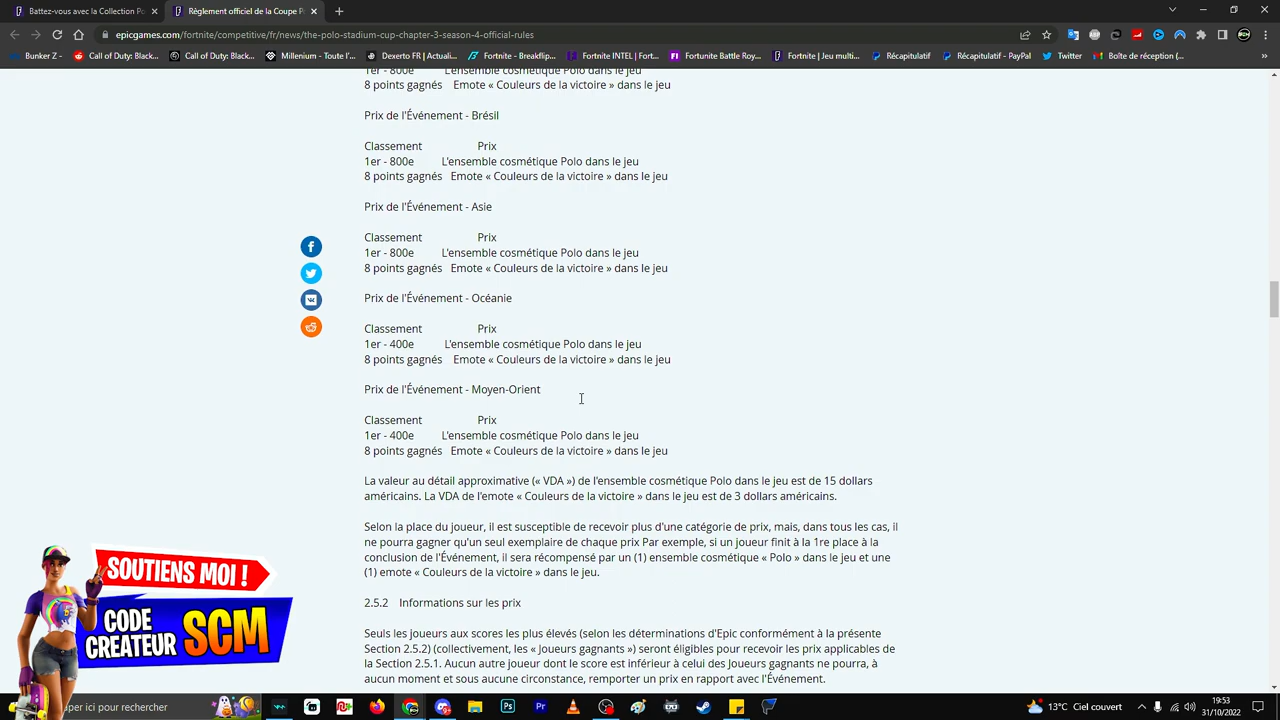 Battez-vous avec la Collection Po
Règlement officiel de la Coupe P
epicgames.com/fortnite/competitive/fr/news/the-polo-stadium-cup-chapter-3-season-4-official-rules
Bunker Z -
Call of Duty: Black...
Call of Duty: Blac...
Millenium - Toute l...
Dexerto FR | Actuali...
Fortnite - Breakflip...
Fortnite INTEL | Fort...
Fortunite Battle Roy...
Fortnite | Jeu multi...
Récapitulatif
Récapitulatif - PayPal
Twitter
Boîte de réception (...
1er - 800e L'ensemble cosmétique Polo dans le jeu
8 points gagnés Emote « Couleurs de la victoire » dans le jeu
Prix de l'Événement - Brésil
Classement Prix
1er - 800e L'ensemble cosmétique Polo dans le jeu
8 points gagnés Emote « Couleurs de la victoire » dans le jeu
Prix de l'Événement - Asie
Classement Prix
1er - 800e L'ensemble cosmétique Polo dans le jeu
8 points gagnés Emote « Couleurs de la victoire » dans le jeu
Prix de l'Événement - Océanie
Classement Prix
1er - 400e L'ensemble cosmétique Polo dans le jeu
8 points gagnés Emote « Couleurs de la victoire » dans le jeu
Prix de l'Événement - Moyen-Orient
Classement Prix
1er - 400e L'ensemble cosmétique Polo dans le jeu
8 points gagnés Emote « Couleurs de la victoire » dans le jeu
La valeur au détail approximative (« VDA ») de l'ensemble cosmétique Polo dans le jeu est de 15 dollars
américains. La VDA de l'emote « Couleurs de la victoire » dans le jeu est de 3 dollars américains.
Selon la place du joueur, il est susceptible de recevoir plus d'une catégorie de prix, mais, dans tous les cas, il
ne pourra gagner qu'un seul exemplaire de chaque prix Par exemple, si un joueur finit à la 1re place à la
conclusion de l'Événement, il sera récompensé par un (1) ensemble cosmétique « Polo » dans le jeu et une
(1) emote « Couleurs de la victoire » dans le jeu.
2.5.2 Informations sur les prix
Seuls les joueurs aux scores les plus élevés (selon les déterminations d'Epic conformément à la présente
Section 2.5.2) (collectivement, les « Joueurs gagnants ») seront éligibles pour recevoir les prix applicables de
la Section 2.5.1. Aucun autre joueur dont le score est inférieur à celui des Joueurs gagnants ne pourra, à
aucun moment et sous aucune circonstance, remporter un prix en rapport avec l'Événement.
SOUTIENS MOI !
CODE
CRÉATEUR SCM
aper ici pour rechercher
13°C Ciel couvert
19:53
31/10/2022